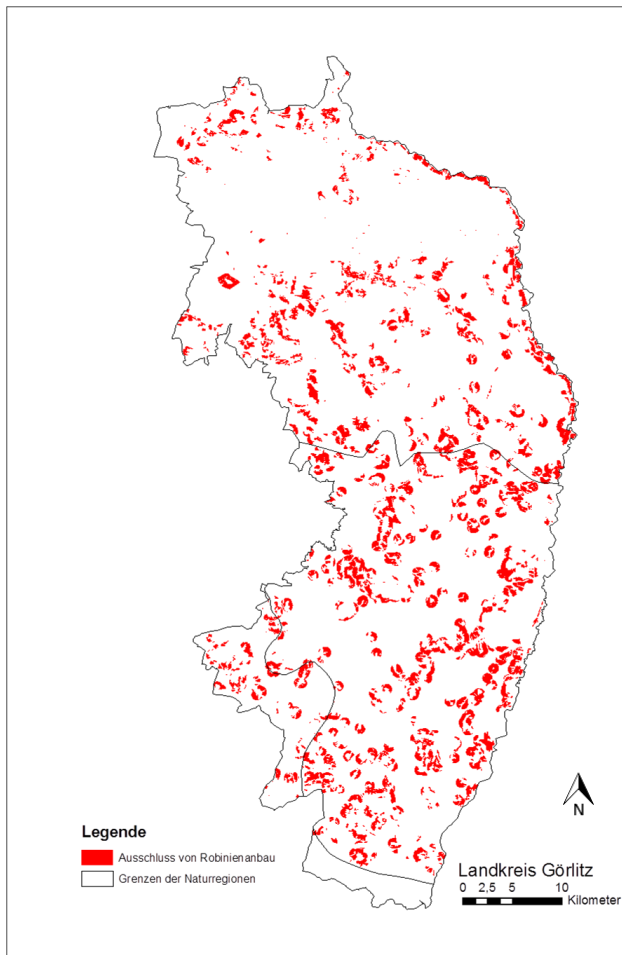 Legende
Ausschluss von Robinienanbau
Grenzen der Naturregionen
N
Landkreis Görlitz
0 2,5 5 10
Kilometer